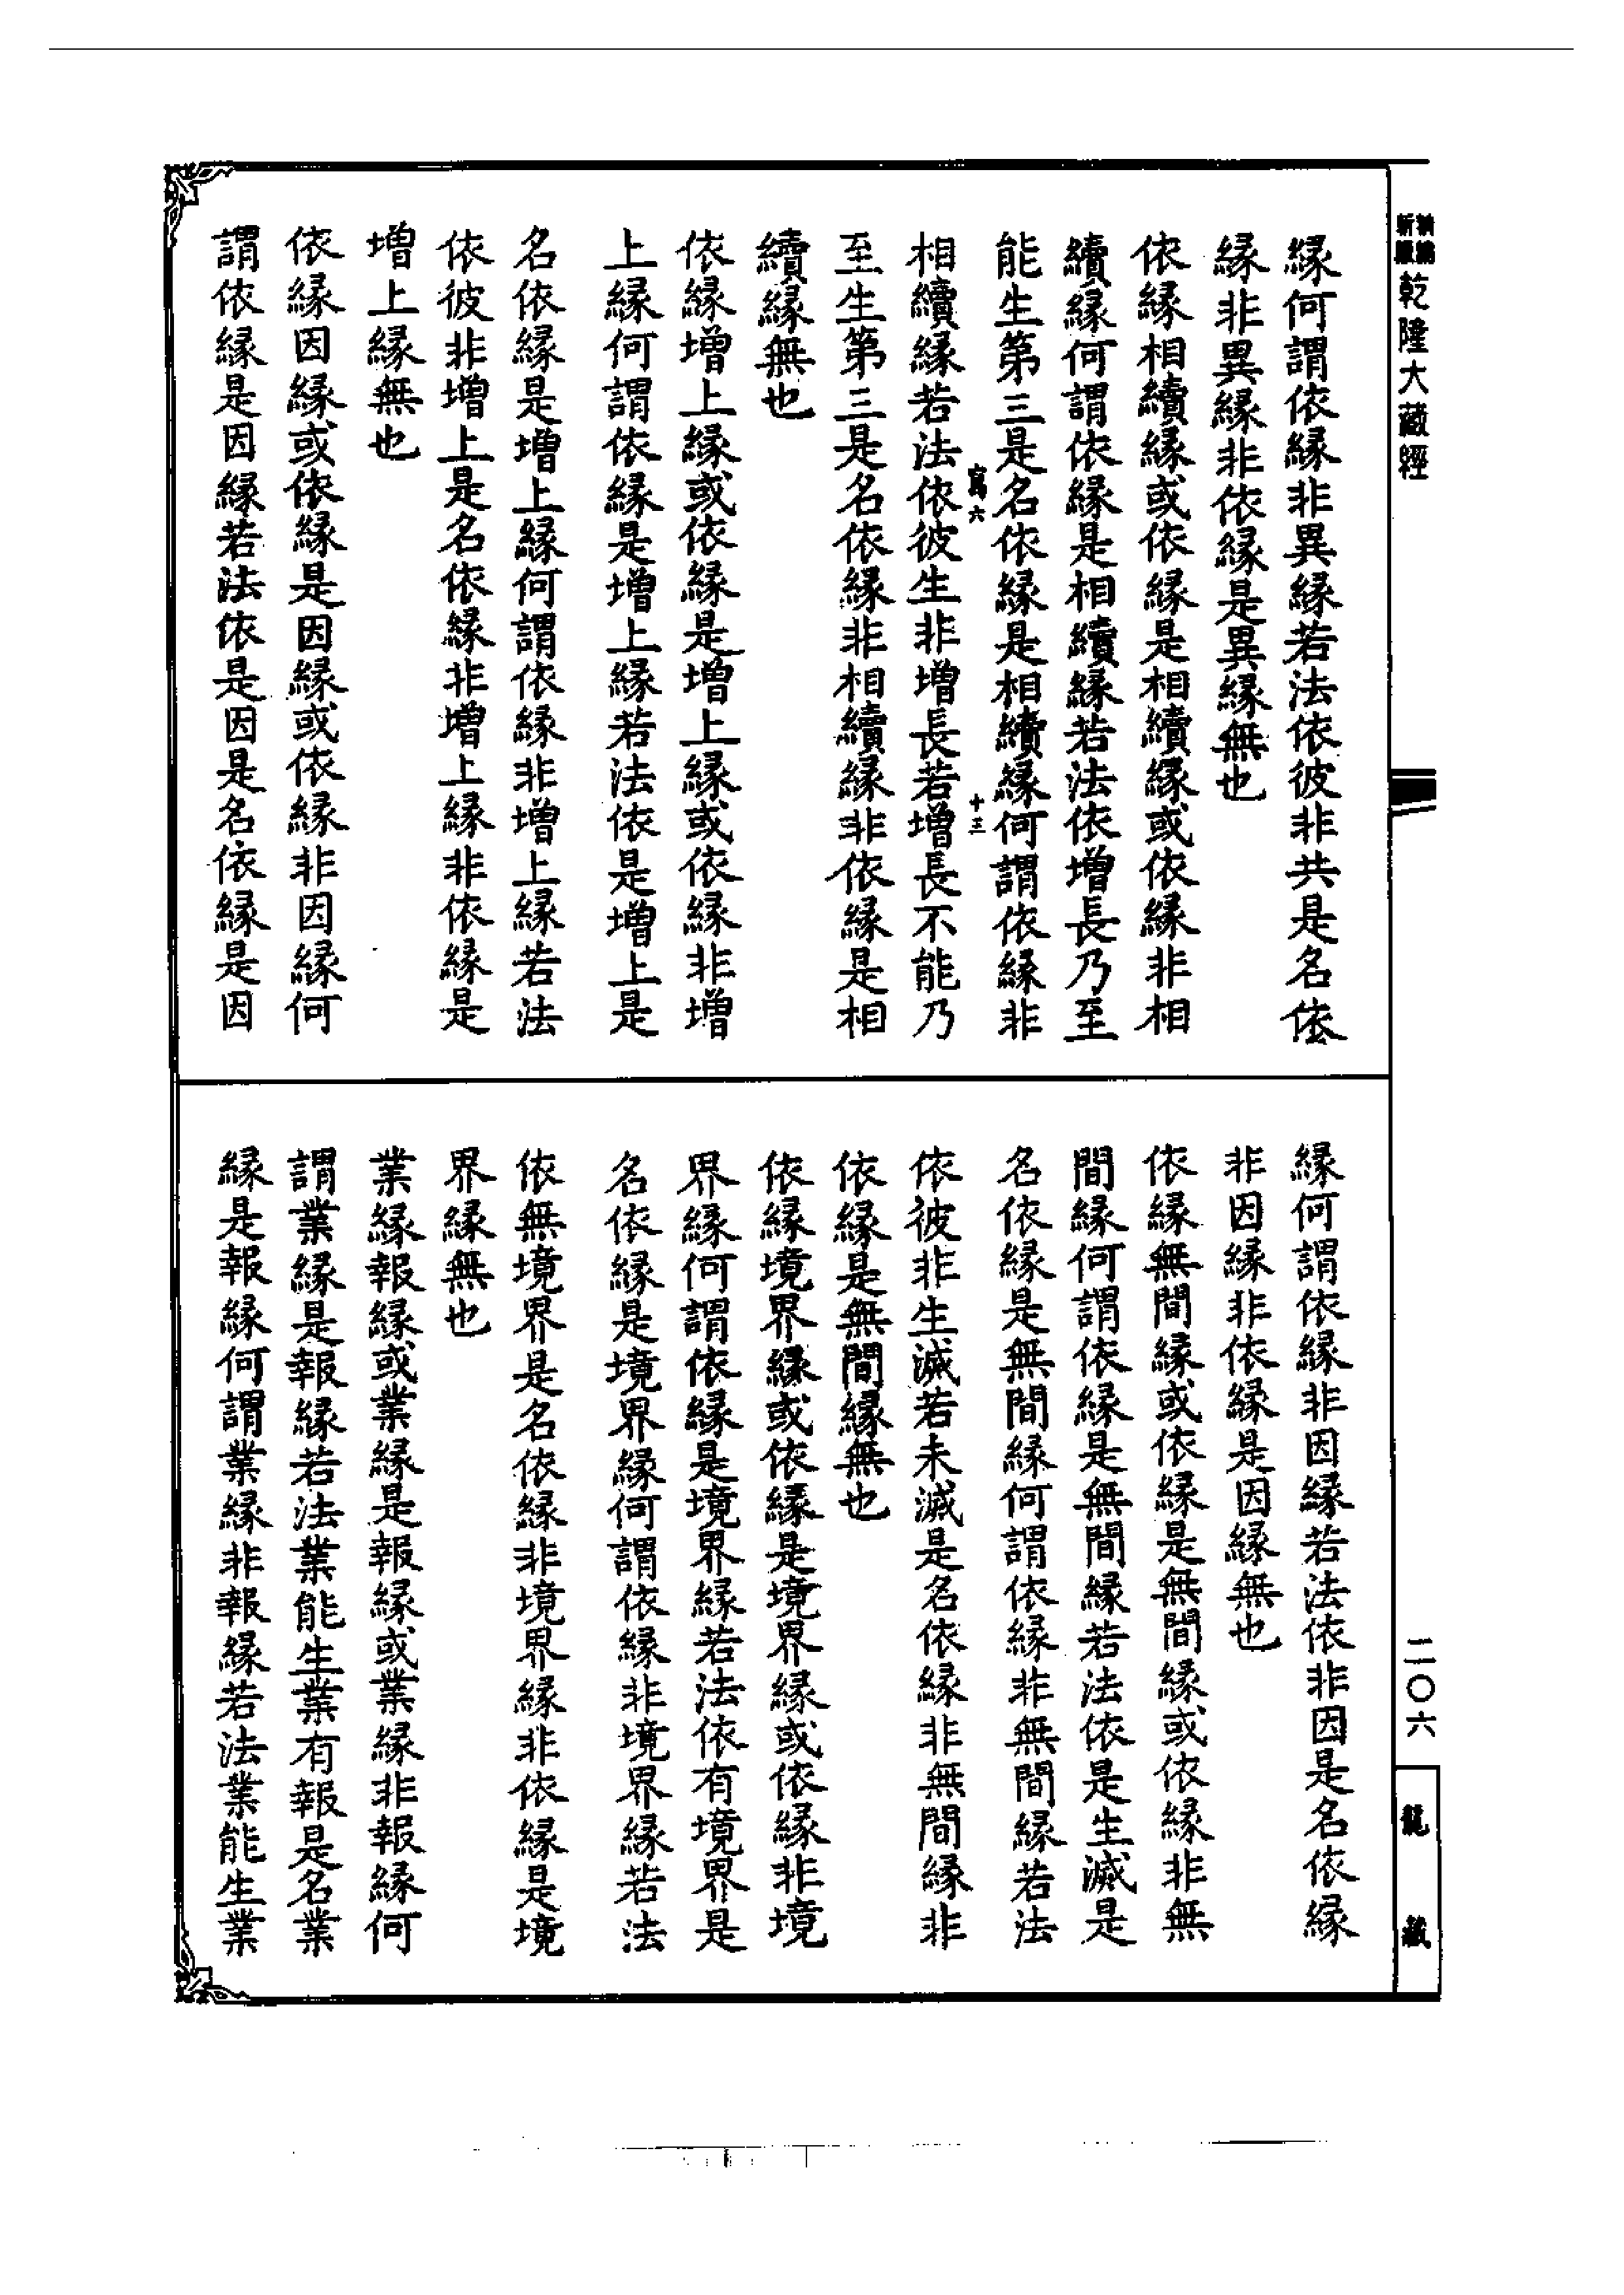 新編縮版乾隆大藏經
緣何謂依緣非異緣若法依彼非共是名依
緣非異緣非依緣是異緣無也
依緣相續緣或依緣是相續緣或依緣非相
續緣何謂依緣是相續緣若法依增長乃至
能生第三是名依緣是相續緣何謂依緣非
寫六 十三
相續緣若法依彼生非增長若增長不能乃
至生第三是名依緣非相續緣非依緣是相
續緣無也
依緣增上緣或依緣是增上緣或依緣非增
上緣何謂依緣是增上緣若法依是增上是
名依緣是增上緣何謂依緣非增上緣若法
依彼非增上是名依緣非增上緣非依緣是
增上緣無也
依緣因緣或依緣是因緣或依緣非因緣何
謂依緣是因緣若法依是因是名依緣是因
緣何謂依緣非因緣若法依非因是名依緣
非因緣非依緣是因緣無也
依緣無間緣或依緣是無間緣或依緣非無
間緣何謂依緣是無間緣若法依是生滅是
名依緣是無間緣何謂依緣非無間緣若法
依彼非生滅若未滅是名依緣非無間緣非
依緣是無間緣無也
依緣境界緣或依緣是境界緣或依緣非境
界緣何謂依緣是境界緣若法依有境界是
名依緣是境界緣何謂依緣非境界緣若法
依無境界是名依緣非境界緣非依緣是境
界緣無也
業緣報緣或業緣是報緣或業緣非報緣何
謂業緣是報緣若法業能生業有報是名業
緣是報緣何謂業緣非報緣若法業能生業
二〇六
龍藏